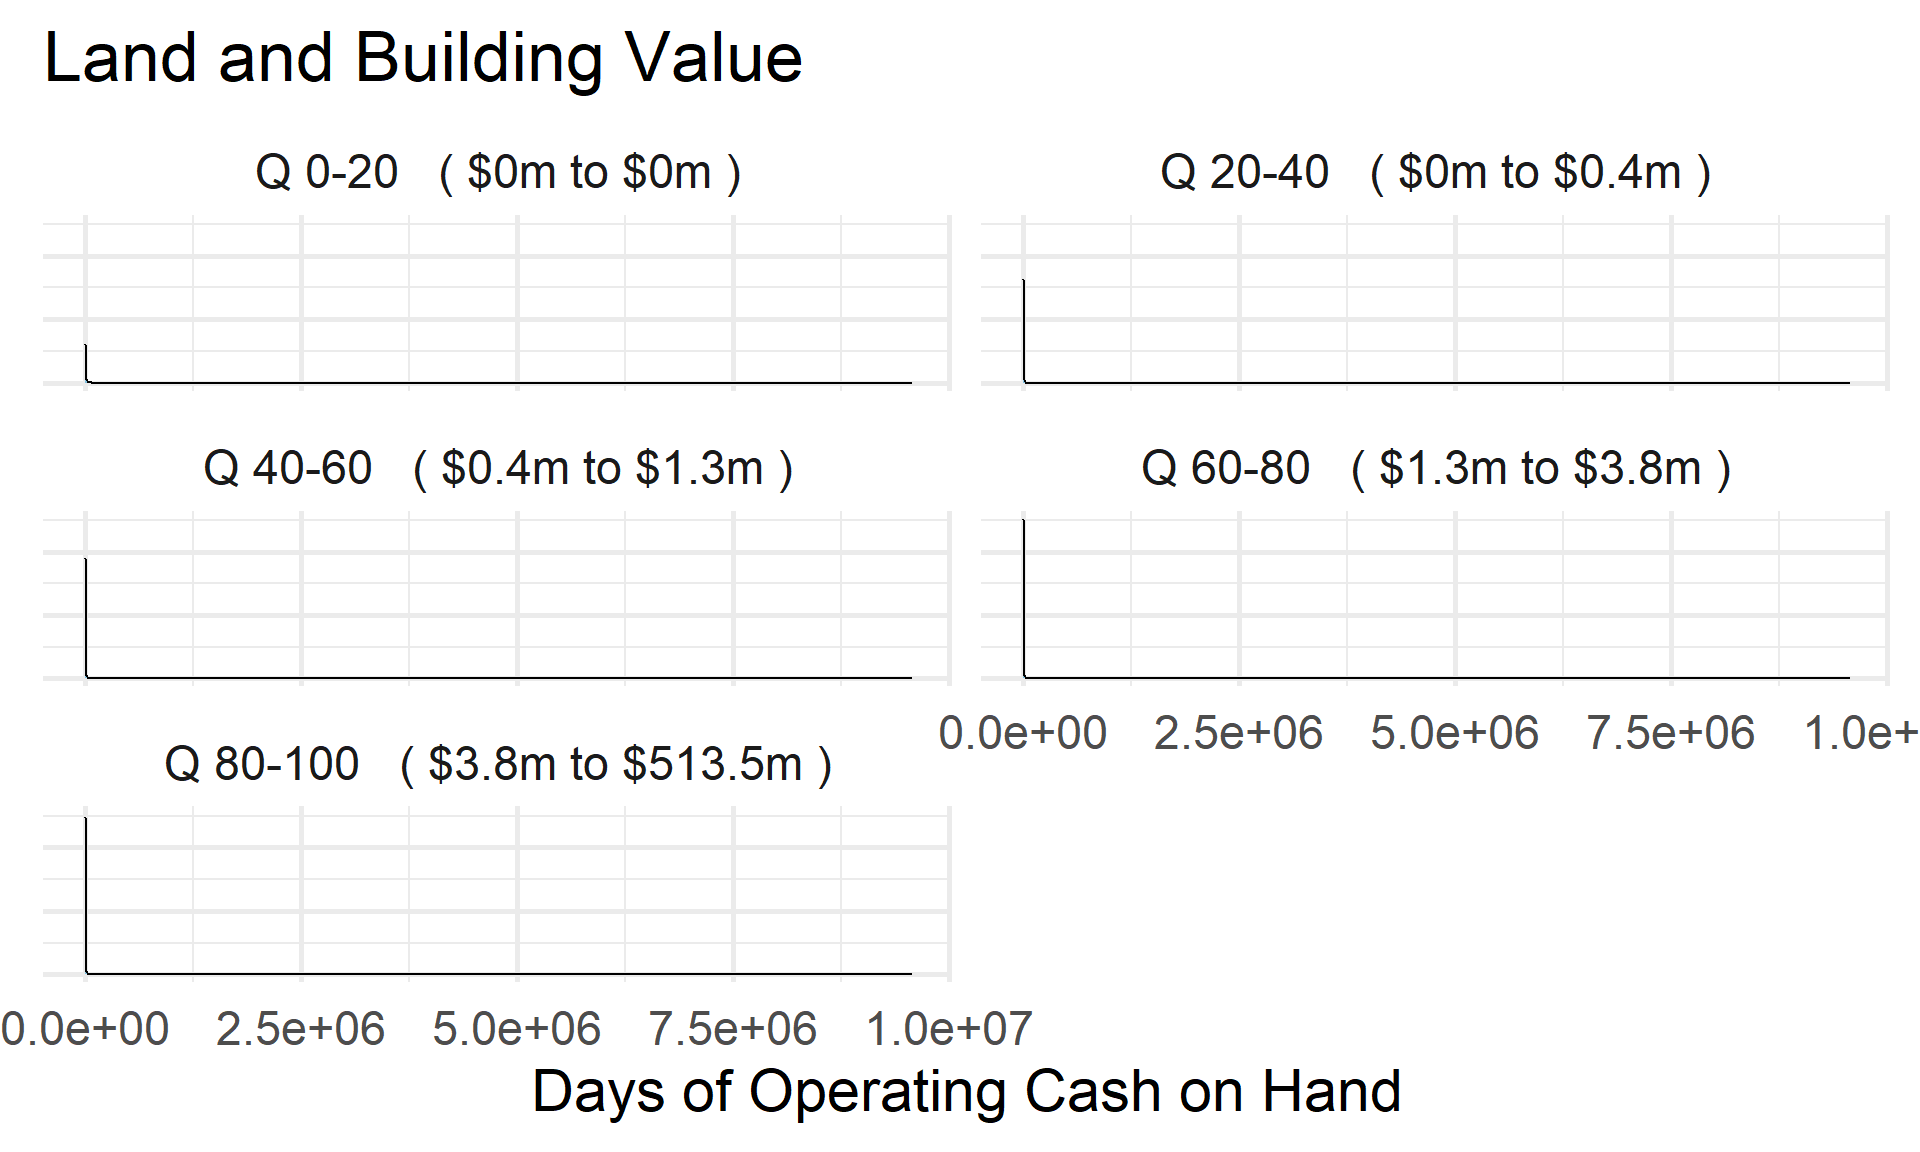 Land and Building Value
Q 0-20 ( $0m to $0m )
Q 20-40 ( $0m to $0.4m )
Q 40-60 ( $0.4m to $1.3m )
Q 60-80 ( $1.3m to $3.8m )
0.0e+00 2.5e+06 5.0e+06 7.5e+06 1.0e+
Q 80-100 ( $3.8m to $513.5m )
0.0e+00 2.5e+06 5.0e+06 7.5e+06 1.0e+07
Days of Operating Cash on Hand